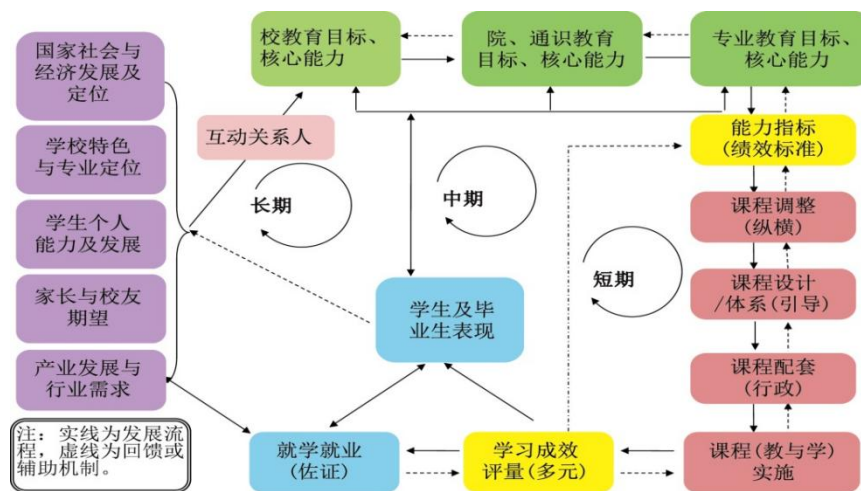 国家社会与
经济发展及
定位
学校特色
与专业定位
学生个人
能力及发展
家长与校友
期望
产业发展与
行业需求
注：实线为发展流
程，虚线为回馈或
辅助机制。
校教育目标、
核心能力
院、通识教育
目标、核心能力
专业教育目标、
核心能力
互动关系人
长期
中期
短期
能力指标
(绩效标准)
课程调整
(纵横)
课程设计
/体系(引导)
课程配套
(行政)
课程(教与学)
实施
学生及毕
业生表现
就学就业
(佐证)
学习成效
评量(多元)